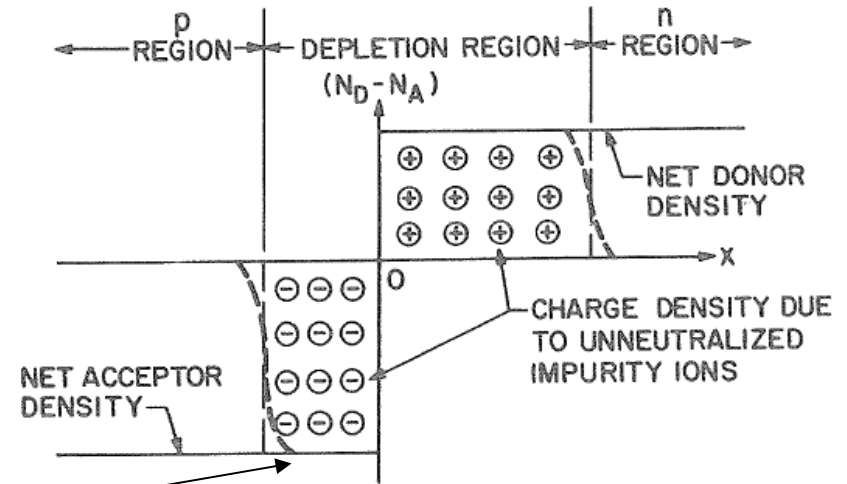 p
REGION
DEPLETION REGION
n
REGION
(N_D - N_A)
NET DONOR
DENSITY
x
0
CHARGE DENSITY DUE
TO UNNEUTRALIZED
IMPURITY IONS
NET ACCEPTOR
DENSITY